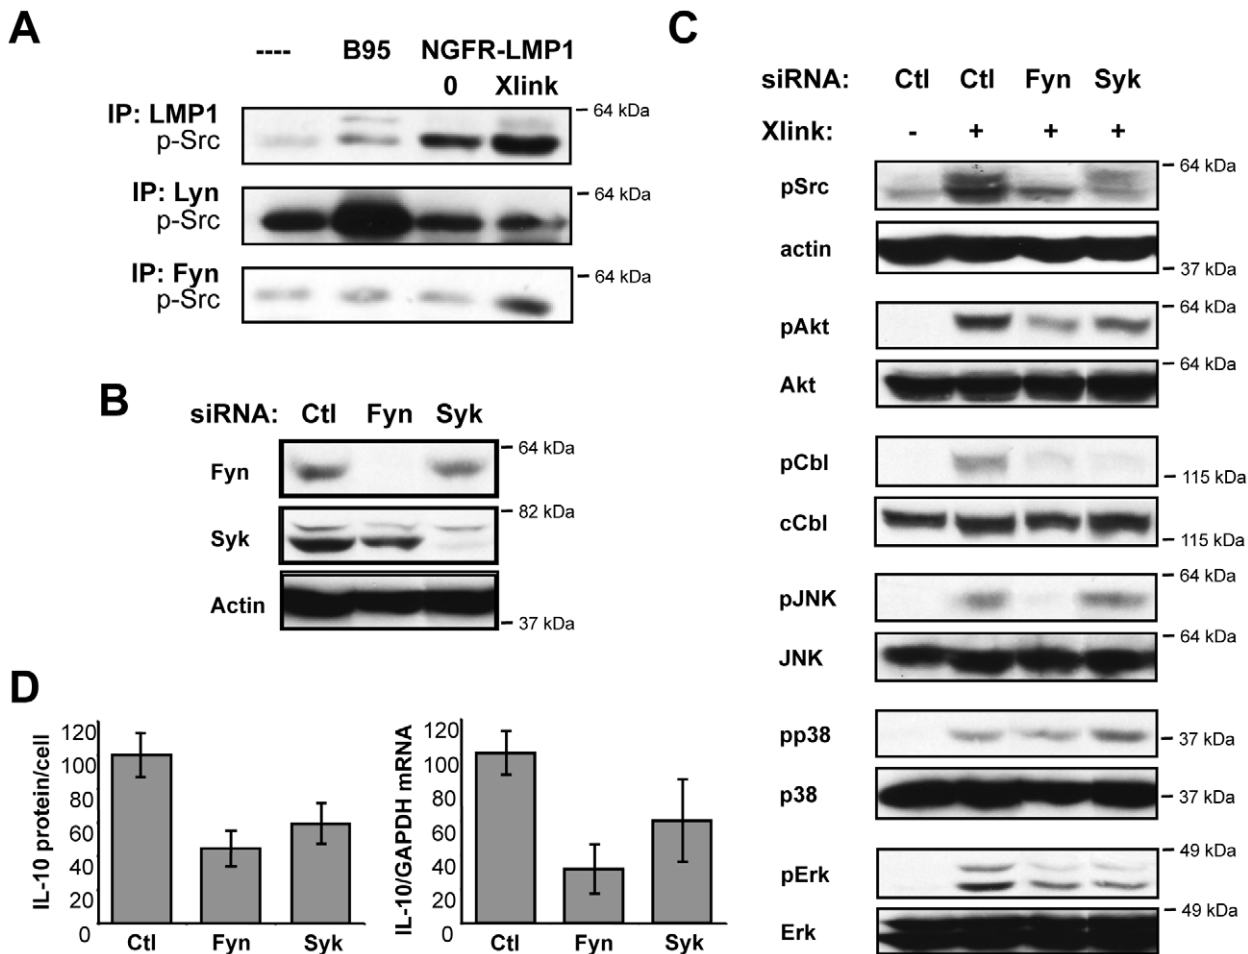 A
---- B95 NGFR-LMP1
0 Xlink
IP: LMP1
p-Src
64 kDa
IP: Lyn
p-Src
64 kDa
IP: Fyn
p-Src
64 kDa
B
siRNA: Ctl Fyn Syk
Fyn
64 kDa
Syk
82 kDa
Actin
37 kDa
C
siRNA: Ctl Ctl Fyn Syk
Xlink: - + + +
pSrc
64 kDa
actin
37 kDa
pAkt
64 kDa
Akt
64 kDa
pCbl
115 kDa
cCbl
115 kDa
pJNK
64 kDa
JNK
64 kDa
pp38
37 kDa
p38
37 kDa
pErk
49 kDa
Erk
49 kDa
D
IL-10 protein/cell
120
100
80
60
40
20
0
Ctl Fyn Syk
IL-10/GAPDH mRNA
120
100
80
60
40
20
0
Ctl Fyn Syk